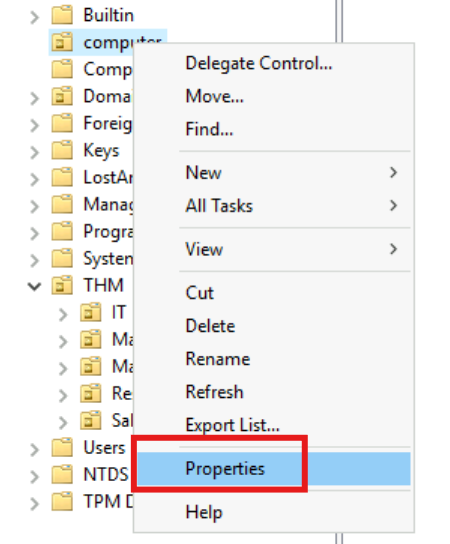 Builtin
computer
Delegate Control...
Comp
Move...
Doma
Find...
Foreig
Keys
New
LostAr
All Tasks
Manag
Progra
View
System
THM
Cut
IT
Delete
Ma
Rename
Ma
Refresh
Re
Export List...
Sal
Users
Properties
NTDS
TPM D
Help